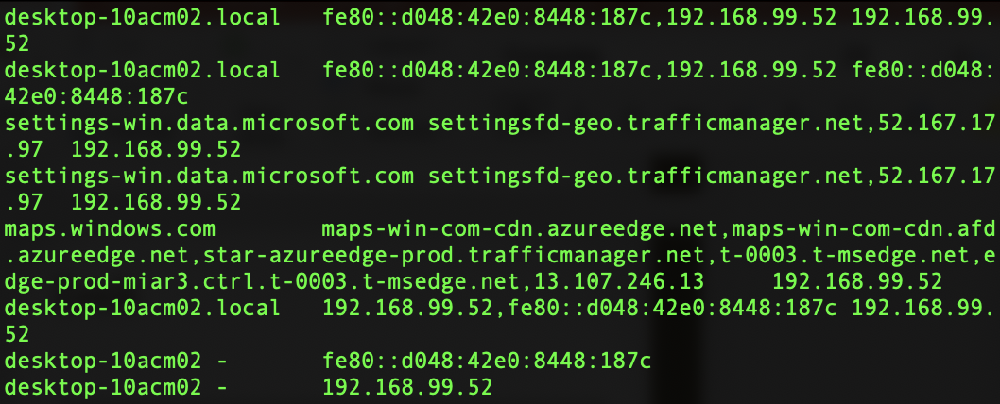 desktop-10acm02.local   fe80::d048:42e0:8448:187c,192.168.99.52 192.168.99.
52
desktop-10acm02.local   fe80::d048:42e0:8448:187c,192.168.99.52 fe80::d048:
42e0:8448:187c
settings-win.data.microsoft.com settingsfd-geo.trafficmanager.net,52.167.17
.97  192.168.99.52
settings-win.data.microsoft.com settingsfd-geo.trafficmanager.net,52.167.17
.97  192.168.99.52
maps.windows.com        maps-win-com-cdn.azureedge.net,maps-win-com-cdn.afd
.azureedge.net,star-azureedge-prod.trafficmanager.net,t-0003.t-msedge.net,e
dge-prod-miar3.ctrl.t-0003.t-msedge.net,13.107.246.13     192.168.99.52
desktop-10acm02.local   192.168.99.52,fe80::d048:42e0:8448:187c 192.168.99.
52
desktop-10acm02 -       fe80::d048:42e0:8448:187c
desktop-10acm02 -       192.168.99.52